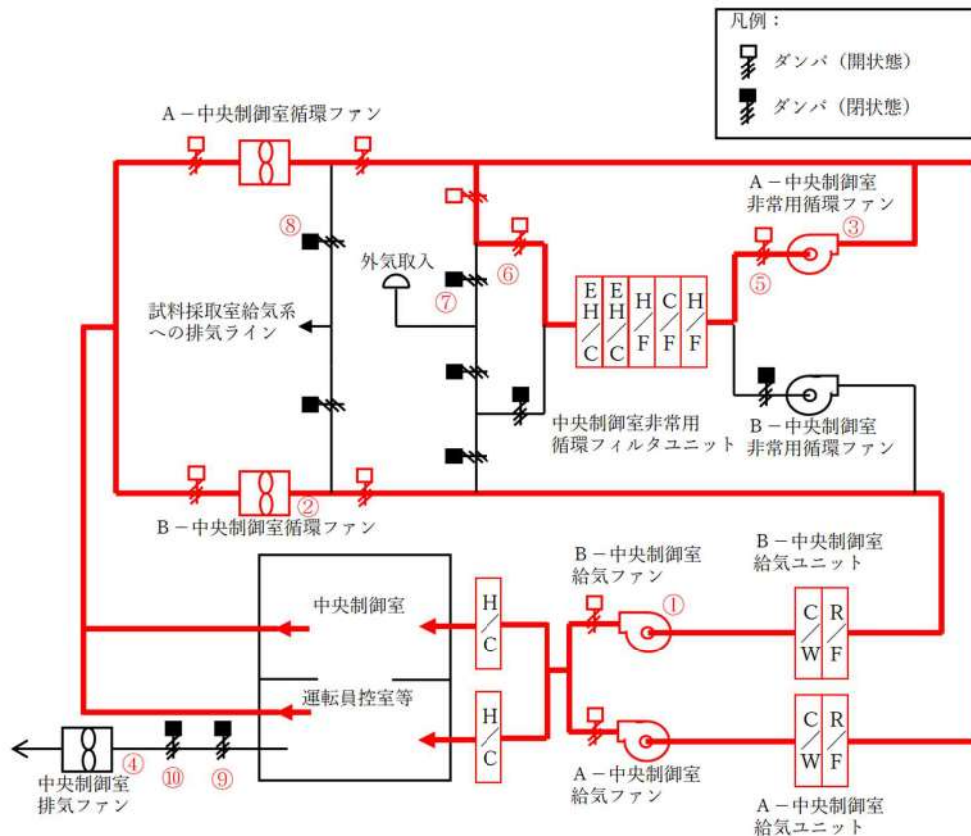 凡例：
ダンパ（開状態）
ダンパ（閉状態）
A－中央制御室循環ファン
A－中央制御室
非常用循環ファン
③
⑧
⑥
⑤
外気取入
⑦
試料採取室給気系
への排気ライン
EH/C
EH/C
H/F
C/F
H/F
中央制御室非常用
循環フィルタユニット
B－中央制御室
非常用循環ファン
②
B－中央制御室循環ファン
B－中央制御室
給気ファン
①
B－中央制御室
給気ユニット
中央制御室
H/C
C/W
R/F
運転員控室等
H/C
C/W
R/F
④
⑩
⑨
中央制御室
排気ファン
A－中央制御室
給気ファン
A－中央制御室
給気ユニット